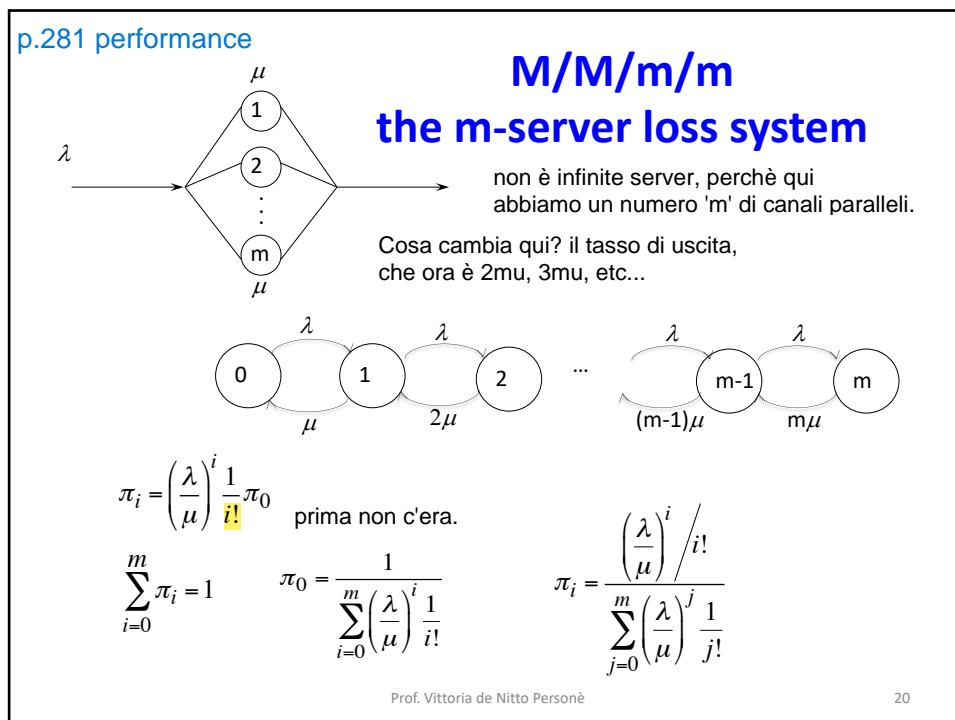 p.281 performance
M/M/m/m
the m-server loss system
μ
1
λ
2
⋮
m
μ
non è infinite server, perchè qui
abbiamo un numero 'm' di canali paralleli.
Cosa cambia qui? il tasso di uscita,
che ora è 2mu, 3mu, etc...
λ λ λ λ
0 1 2 ... m-1 m
μ 2μ (m-1)μ mμ
π_i = (λ/μ)^i 1/i! π_0
prima non c'era.
∑_{i=0}^{m} π_i = 1
π_0 = 1 / ∑_{i=0}^{m} (λ/μ)^i 1/i!
π_i = (λ/μ)^i / i! / ∑_{j=0}^{m} (λ/μ)^j 1/j!
Prof. Vittoria de Nitto Personè
20